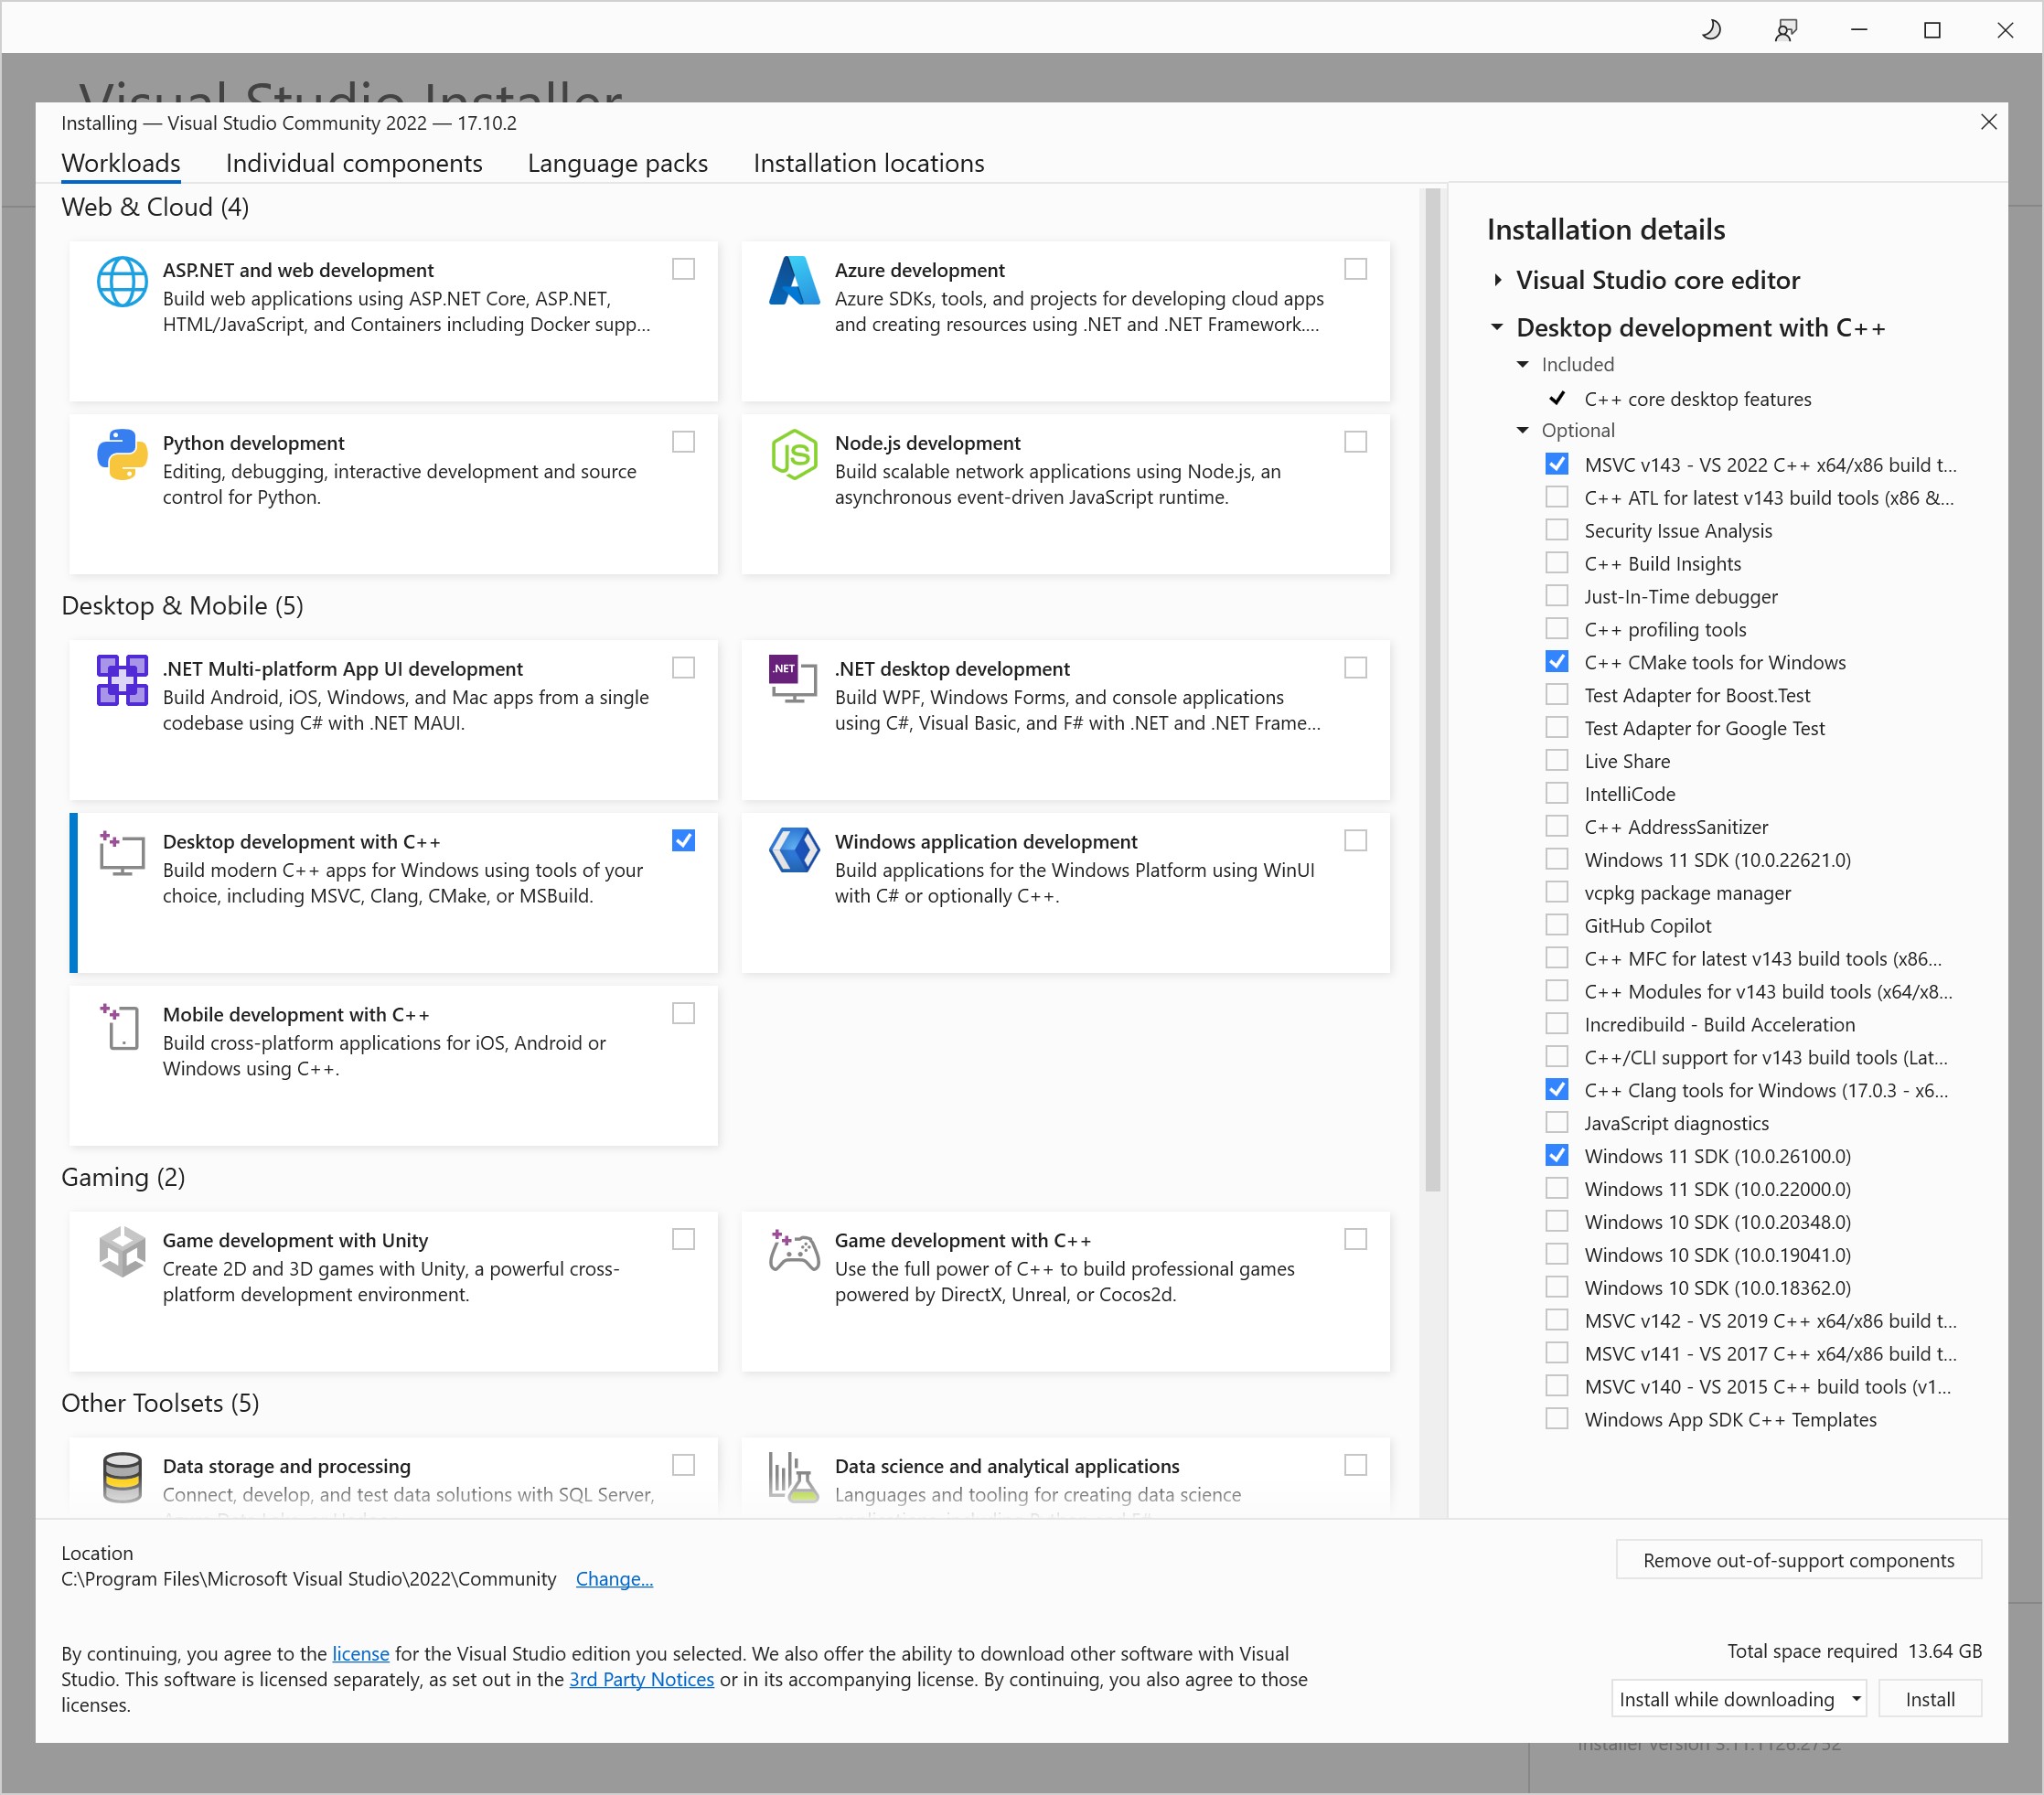 Visual Studio Installer
Installing — Visual Studio Community 2022 — 17.10.2
Workloads
Individual components
Language packs
Installation locations
Web & Cloud (4)
ASP.NET and web development
Build web applications using ASP.NET Core, ASP.NET,
HTML/JavaScript, and Containers including Docker supp...
Azure development
Azure SDKs, tools, and projects for developing cloud apps
and creating resources using .NET and .NET Framework....
Python development
Editing, debugging, interactive development and source
control for Python.
JS
Node.js development
Build scalable network applications using Node.js, an
asynchronous event-driven JavaScript runtime.
Desktop & Mobile (5)
.NET Multi-platform App UI development
Build Android, iOS, Windows, and Mac apps from a single
codebase using C# with .NET MAUI.
.NET
.NET desktop development
Build WPF, Windows Forms, and console applications
using C#, Visual Basic, and F# with .NET and .NET Frame...
Desktop development with C++
Build modern C++ apps for Windows using tools of your
choice, including MSVC, Clang, CMake, or MSBuild.
Windows application development
Build applications for the Windows Platform using WinUI
with C# or optionally C++.
Mobile development with C++
Build cross-platform applications for iOS, Android or
Windows using C++.
Gaming (2)
Game development with Unity
Create 2D and 3D games with Unity, a powerful cross-
platform development environment.
Game development with C++
Use the full power of C++ to build professional games
powered by DirectX, Unreal, or Cocos2d.
Other Toolsets (5)
Data storage and processing
Connect, develop, and test data solutions with SQL Server,
Data science and analytical applications
Languages and tooling for creating data science
Installation details
Visual Studio core editor
Desktop development with C++
Included
C++ core desktop features
Optional
MSVC v143 - VS 2022 C++ x64/x86 build t...
C++ ATL for latest v143 build tools (x86 &...
Security Issue Analysis
C++ Build Insights
Just-In-Time debugger
C++ profiling tools
C++ CMake tools for Windows
Test Adapter for Boost.Test
Test Adapter for Google Test
Live Share
IntelliCode
C++ AddressSanitizer
Windows 11 SDK (10.0.22621.0)
vcpkg package manager
GitHub Copilot
C++ MFC for latest v143 build tools (x86...
C++ Modules for v143 build tools (x64/x8...
Incredibuild - Build Acceleration
C++/CLI support for v143 build tools (Lat...
C++ Clang tools for Windows (17.0.3 - x6...
JavaScript diagnostics
Windows 11 SDK (10.0.26100.0)
Windows 11 SDK (10.0.22000.0)
Windows 10 SDK (10.0.20348.0)
Windows 10 SDK (10.0.19041.0)
Windows 10 SDK (10.0.18362.0)
MSVC v142 - VS 2019 C++ x64/x86 build t...
MSVC v141 - VS 2017 C++ x64/x86 build t...
MSVC v140 - VS 2015 C++ build tools (v1...
Windows App SDK C++ Templates
Location
C:\Program Files\Microsoft Visual Studio\2022\Community Change...
Remove out-of-support components
By continuing, you agree to the license for the Visual Studio edition you selected. We also offer the ability to download other software with Visual
Studio. This software is licensed separately, as set out in the 3rd Party Notices or in its accompanying license. By continuing, you also agree to those
licenses.
Total space required 13.64 GB
Install while downloading
Install
Installer version 3.11.1126.2752